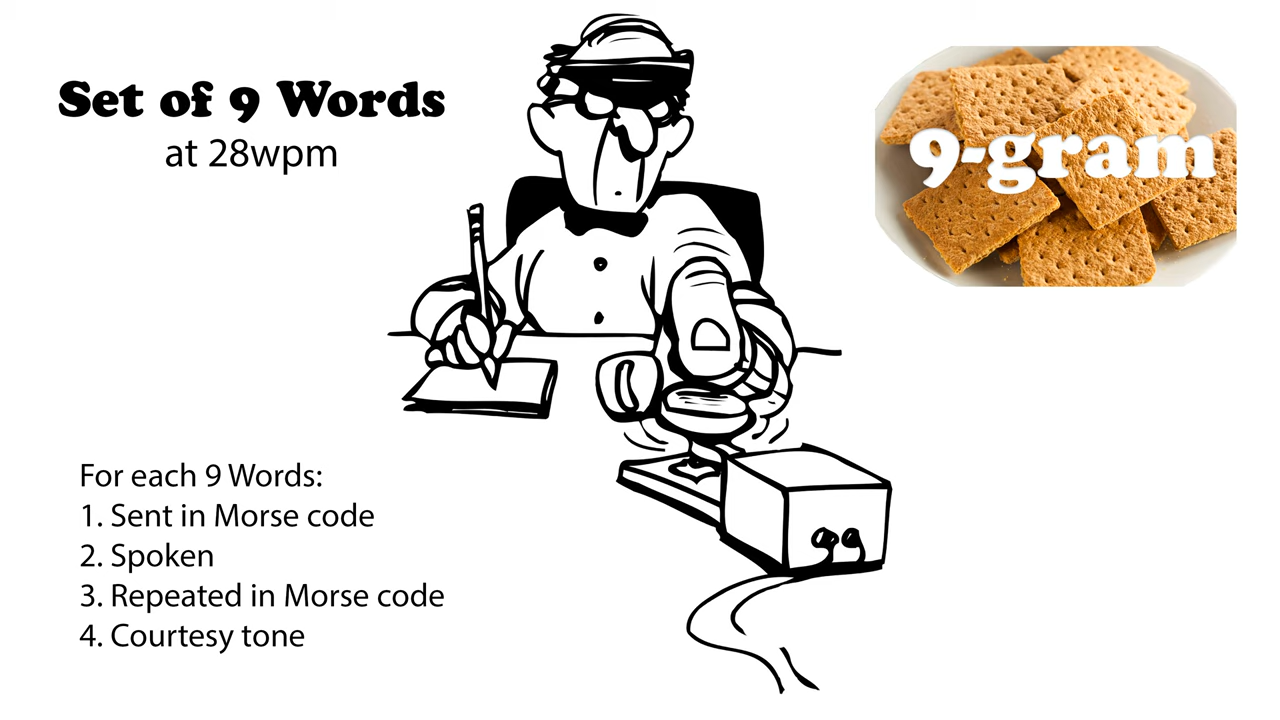 Set of 9 Words
at 28wpm
9-gram
For each 9 Words:
1. Sent in Morse code
2. Spoken
3. Repeated in Morse code
4. Courtesy tone